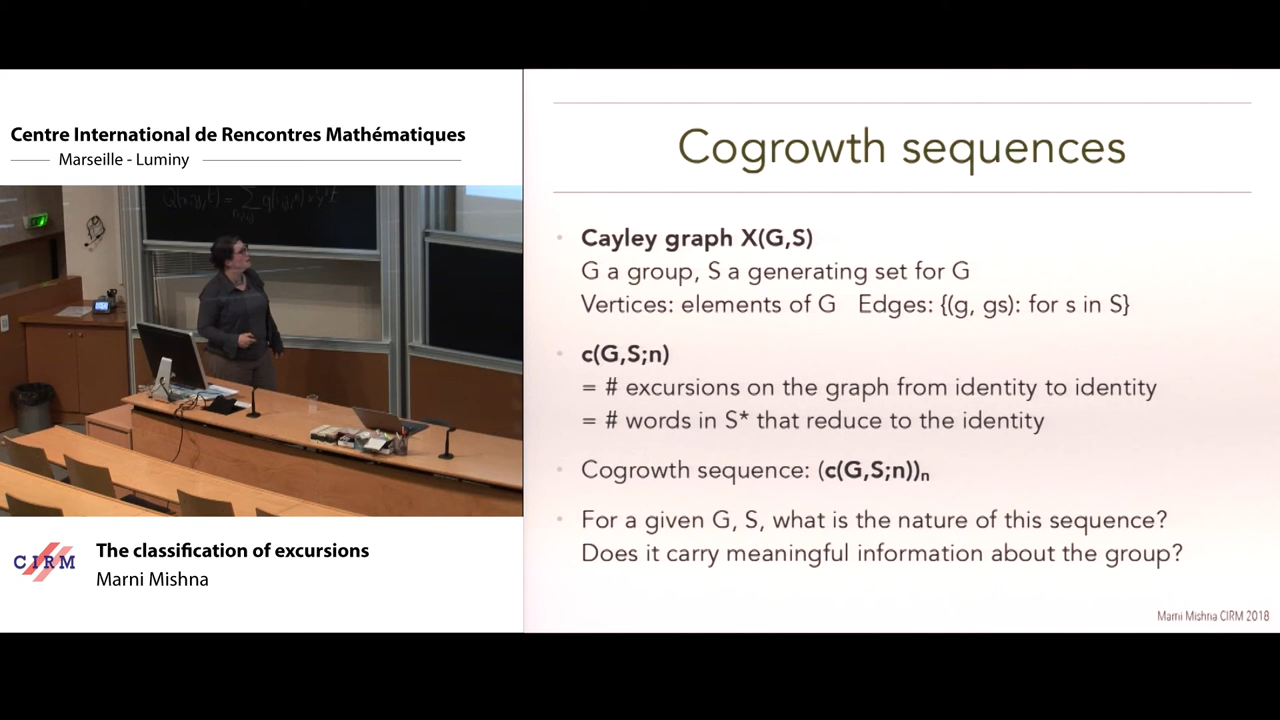 Centre International de Rencontres Mathématiques
Marseille - Luminy
CIRM
The classification of excursions
Marni Mishna
Cogrowth sequences
• Cayley graph X(G,S)
G a group, S a generating set for G
Vertices: elements of G Edges: {(g, gs): for s in S}
• c(G,S;n)
= # excursions on the graph from identity to identity
= # words in S* that reduce to the identity
• Cogrowth sequence: (c(G,S;n))n
• For a given G, S, what is the nature of this sequence?
Does it carry meaningful information about the group?
Marni Mishna CIRM 2018